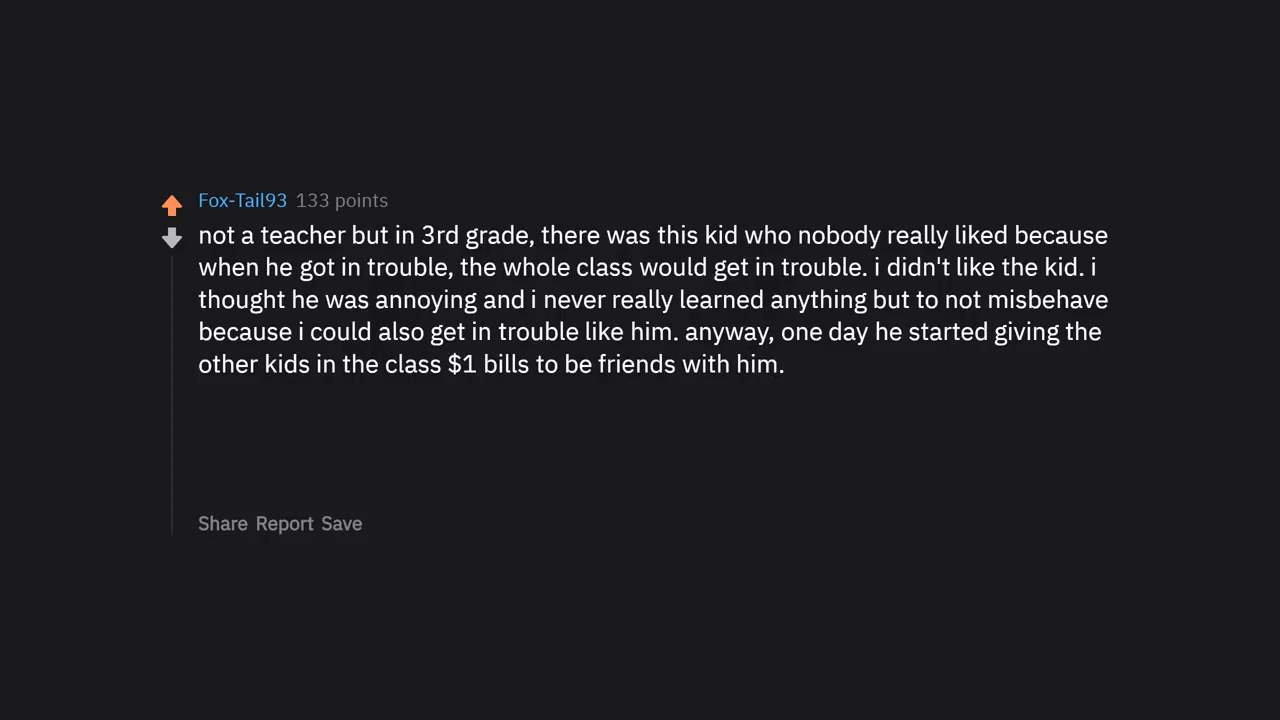 Fox-Tail93 133 points
not a teacher but in 3rd grade, there was this kid who nobody really liked because
when he got in trouble, the whole class would get in trouble. i didn't like the kid. i
thought he was annoying and i never really learned anything but to not misbehave
because i could also get in trouble like him. anyway, one day he started giving the
other kids in the class $1 bills to be friends with him.
Share Report Save